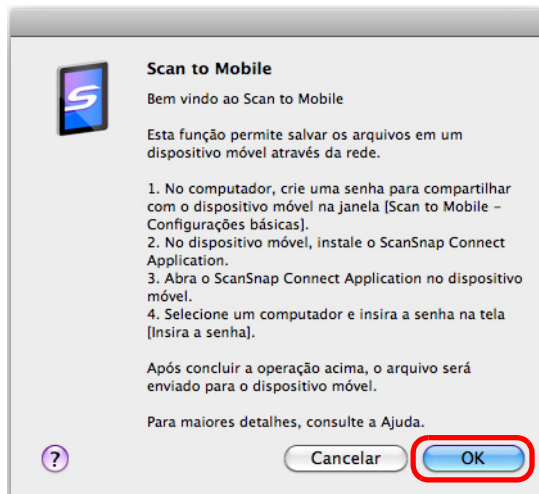 Scan to Mobile
Bem vindo ao Scan to Mobile
Esta função permite salvar os arquivos em um
dispositivo móvel através da rede.
1. No computador, crie uma senha para compartilhar
com o dispositivo móvel na janela [Scan to Mobile –
Configurações básicas].
2. No dispositivo móvel, instale o ScanSnap Connect
Application.
3. Abra o ScanSnap Connect Application no dispositivo
móvel.
4. Selecione um computador e insira a senha na tela
[Insira a senha].
Após concluir a operação acima, o arquivo será
enviado para o dispositivo móvel.
Para maiores detalhes, consulte a Ajuda.
? Cancelar OK